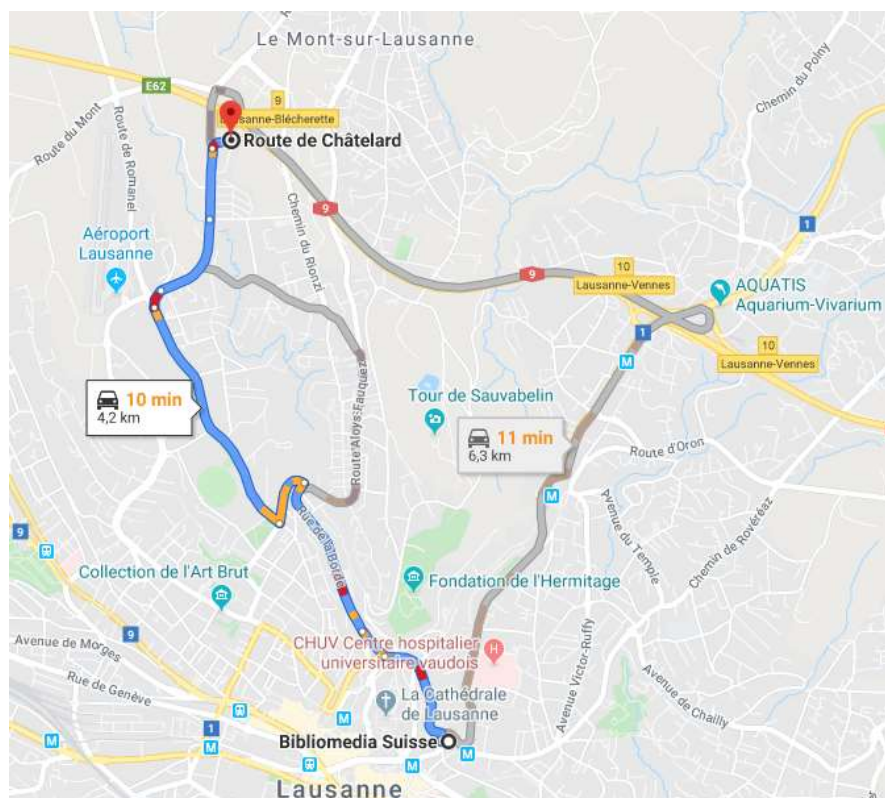 Le Mont-sur-Lausanne
Chemin du Polny
E62
9
Lausanne-Blécherette
Route du Mont
Route de Romanel
Route de Châtelard
Chemin du Rionzi
9
1
Aéroport
Lausanne
9
10
Lausanne-Vennes
AQUATIS
Aquarium-Vivarium
1
10
Lausanne-Vennes
M
10 min
4,2 km
Route Aloys-Fauquez
Tour de Sauvabelin
11 min
6,3 km
Route d'Oron
M
Rue de la Borde
Avenue du Temple
Chemin de Rovéréaz
9
Collection de l'Art Brut
Fondation de l'Hermitage
9
Avenue de Morges
CHUV Centre hospitalier
universitaire vaudois
H
Avenue Victor-Ruffy
Rue de Genève
La Cathédrale
de Lausanne
Avenue de Chailly
1
M
M
Bibliomedia Suisse
M
M
M
Lausanne